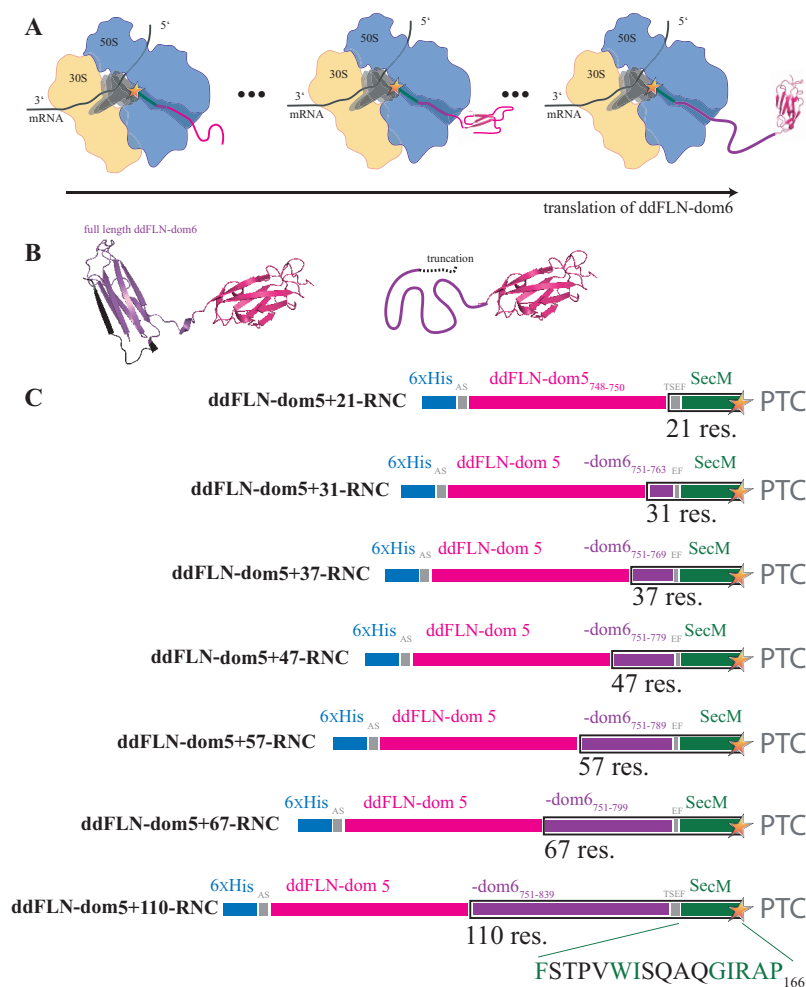 A
5‘
50S
30S
3‘
mRNA
5‘
50S
30S
3‘
mRNA
5‘
50S
30S
3‘
mRNA
translation of ddFLN-dom6
B
full length ddFLN-dom6
truncation
C
6xHis AS ddFLN-dom5748-750 TSEF SecM
ddFLN-dom5+21-RNC PTC
21 res.
6xHis AS ddFLN-dom 5 -dom6751-763 EF SecM
ddFLN-dom5+31-RNC PTC
31 res.
6xHis AS ddFLN-dom 5 -dom6751-769 EF SecM
ddFLN-dom5+37-RNC PTC
37 res.
6xHis AS ddFLN-dom 5 -dom6751-779 EF SecM
ddFLN-dom5+47-RNC PTC
47 res.
6xHis AS ddFLN-dom 5 -dom6751-789 EF SecM
ddFLN-dom5+57-RNC PTC
57 res.
6xHis AS ddFLN-dom 5 -dom6751-799 EF SecM
ddFLN-dom5+67-RNC PTC
67 res.
6xHis AS ddFLN-dom 5 -dom6751-839 TSEF SecM
ddFLN-dom5+110-RNC PTC
110 res.
FSTPVWISQAQGIRAP166